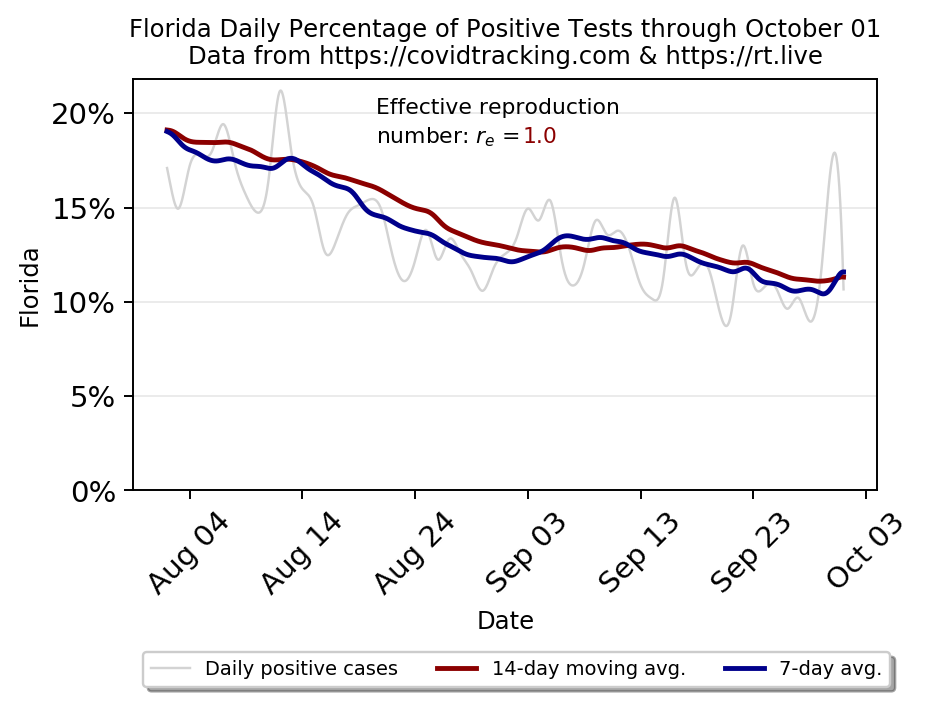 Florida Daily Percentage of Positive Tests through October 01
Data from https://covidtracking.com & https://rt.live
Effective reproduction
number: rₑ =1.0
20%
15%
10%
5%
0%
Florida
Aug 04
Aug 14
Aug 24
Sep 03
Sep 13
Sep 23
Oct 03
Date
Daily positive cases
14-day moving avg.
7-day avg.